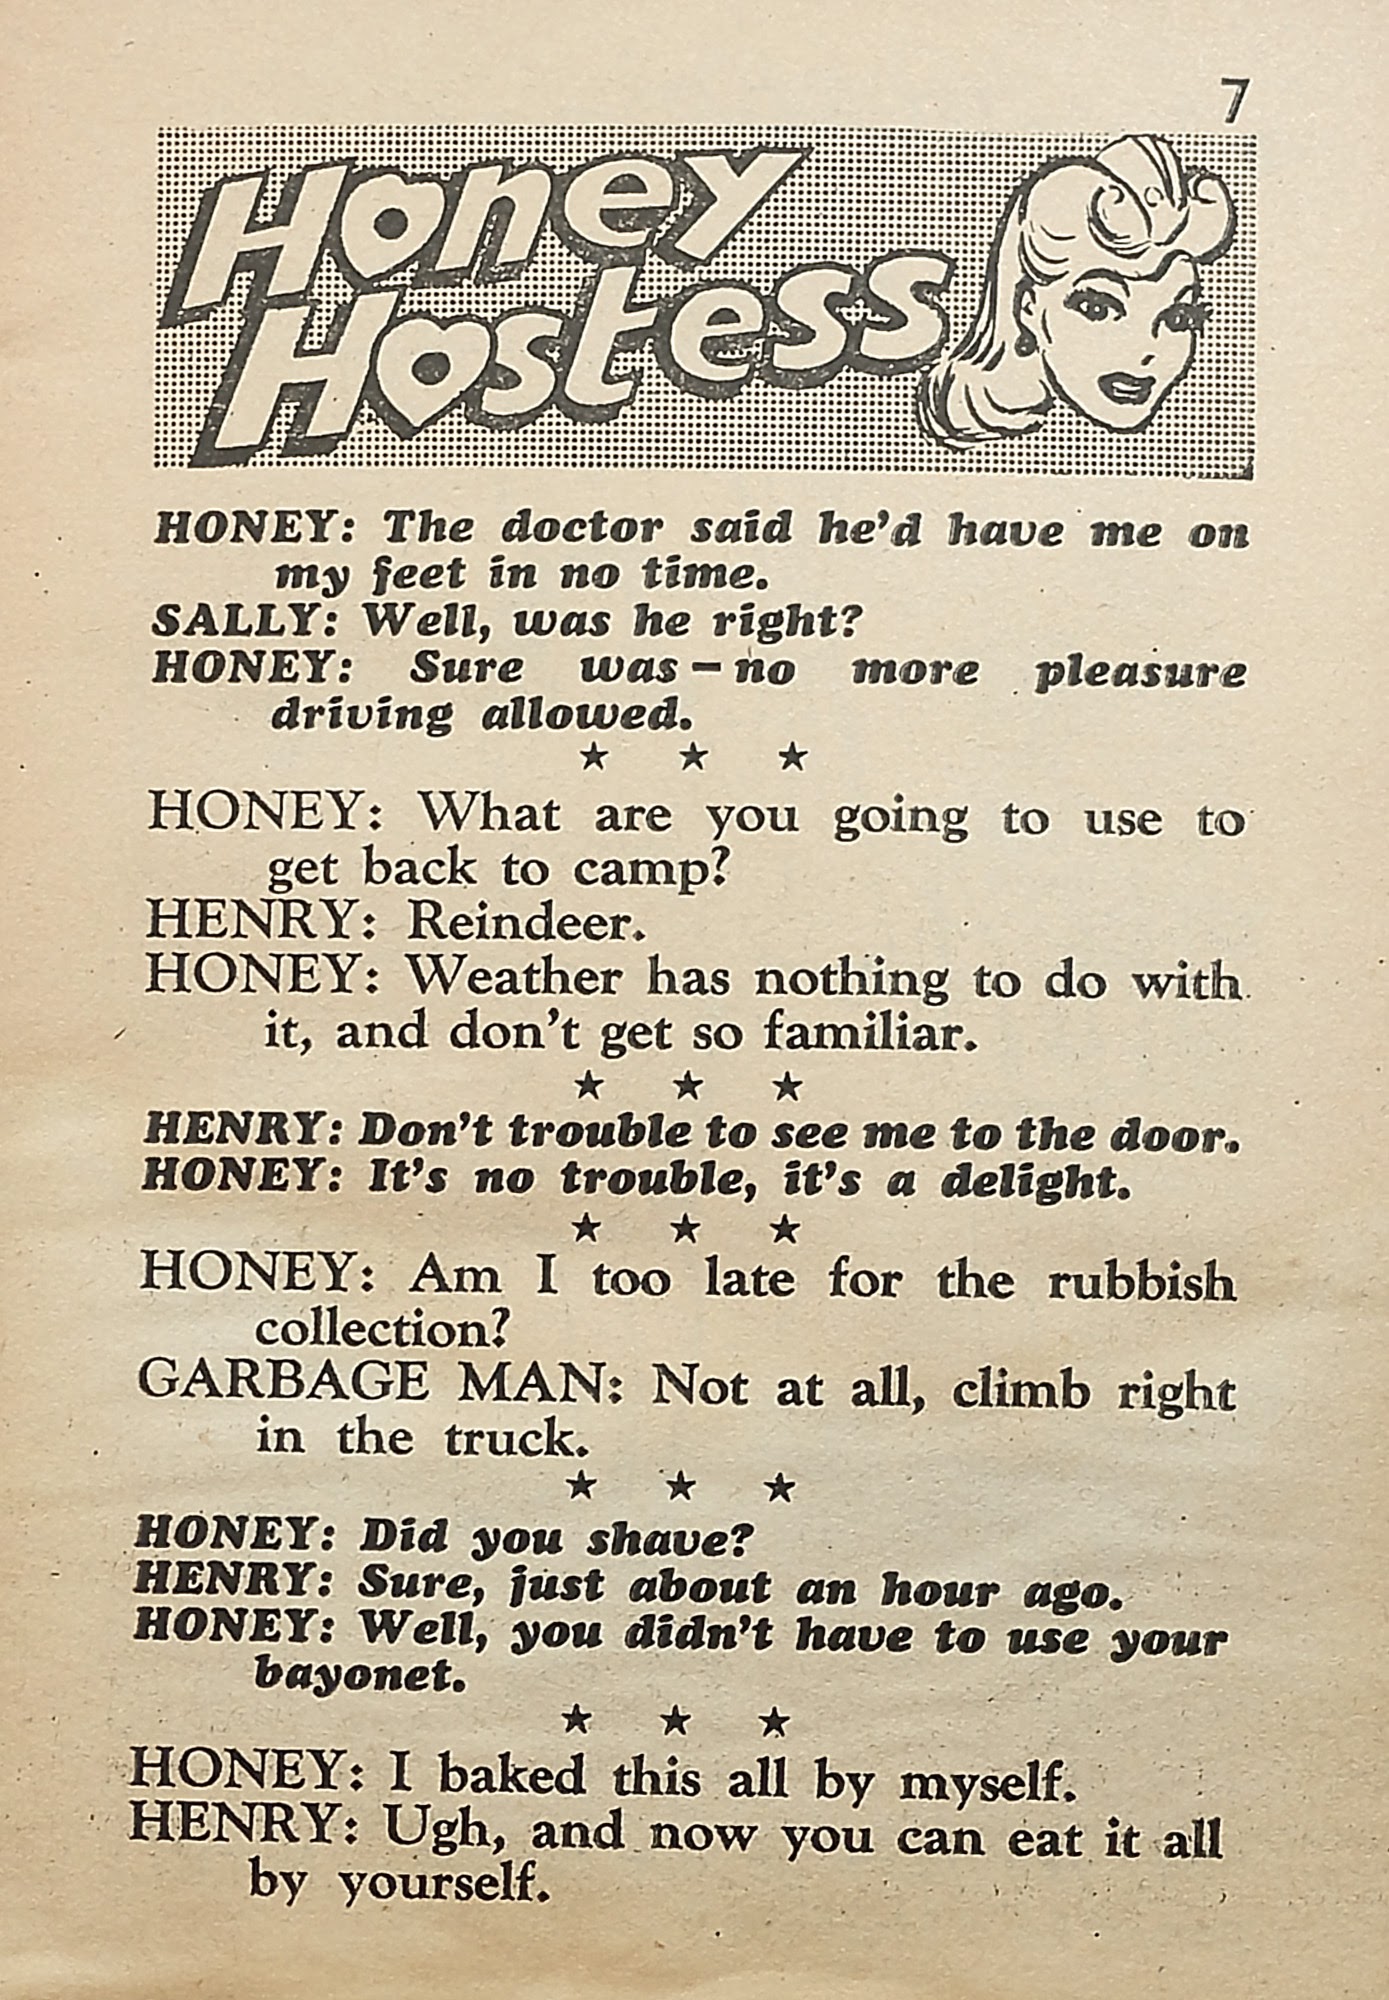 7
Honey
Hostess
HONEY: The doctor said he'd have me on
my feet in no time.
SALLY: Well, was he right?
HONEY: Sure was—no more pleasure
driving allowed.
★ ★ ★
HONEY: What are you going to use to
get back to camp?
HENRY: Reindeer.
HONEY: Weather has nothing to do with
it, and don't get so familiar.
★ ★ ★
HENRY: Don't trouble to see me to the door.
HONEY: It's no trouble, it's a delight.
★ ★ ★
HONEY: Am I too late for the rubbish
collection?
GARBAGE MAN: Not at all, climb right
in the truck.
★ ★ ★
HONEY: Did you shave?
HENRY: Sure, just about an hour ago.
HONEY: Well, you didn't have to use your
bayonet.
★ ★ ★
HONEY: I baked this all by myself.
HENRY: Ugh, and now you can eat it all
by yourself.